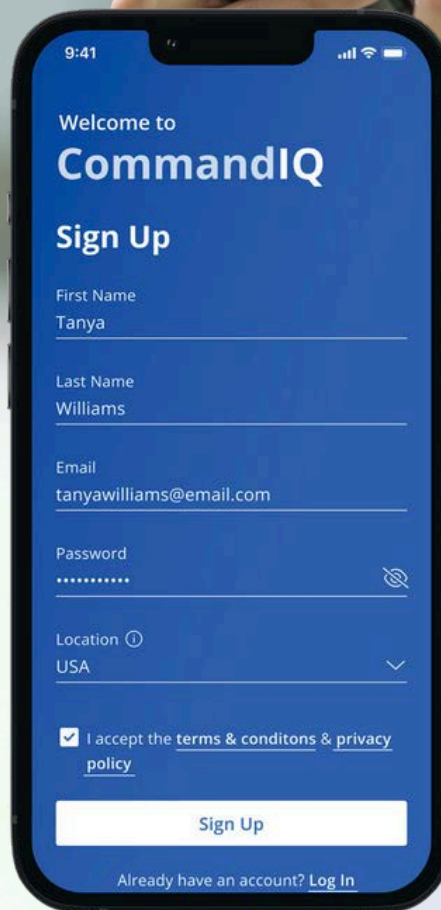 9:41
Welcome to
CommandIQ
Sign Up
First Name
Tanya
Last Name
Williams
Email
tanyawilliams@email.com
Password
•••••••••••
Location ⓘ
USA
I accept the terms & conditons & privacy
policy
Sign Up
Already have an account? Log In